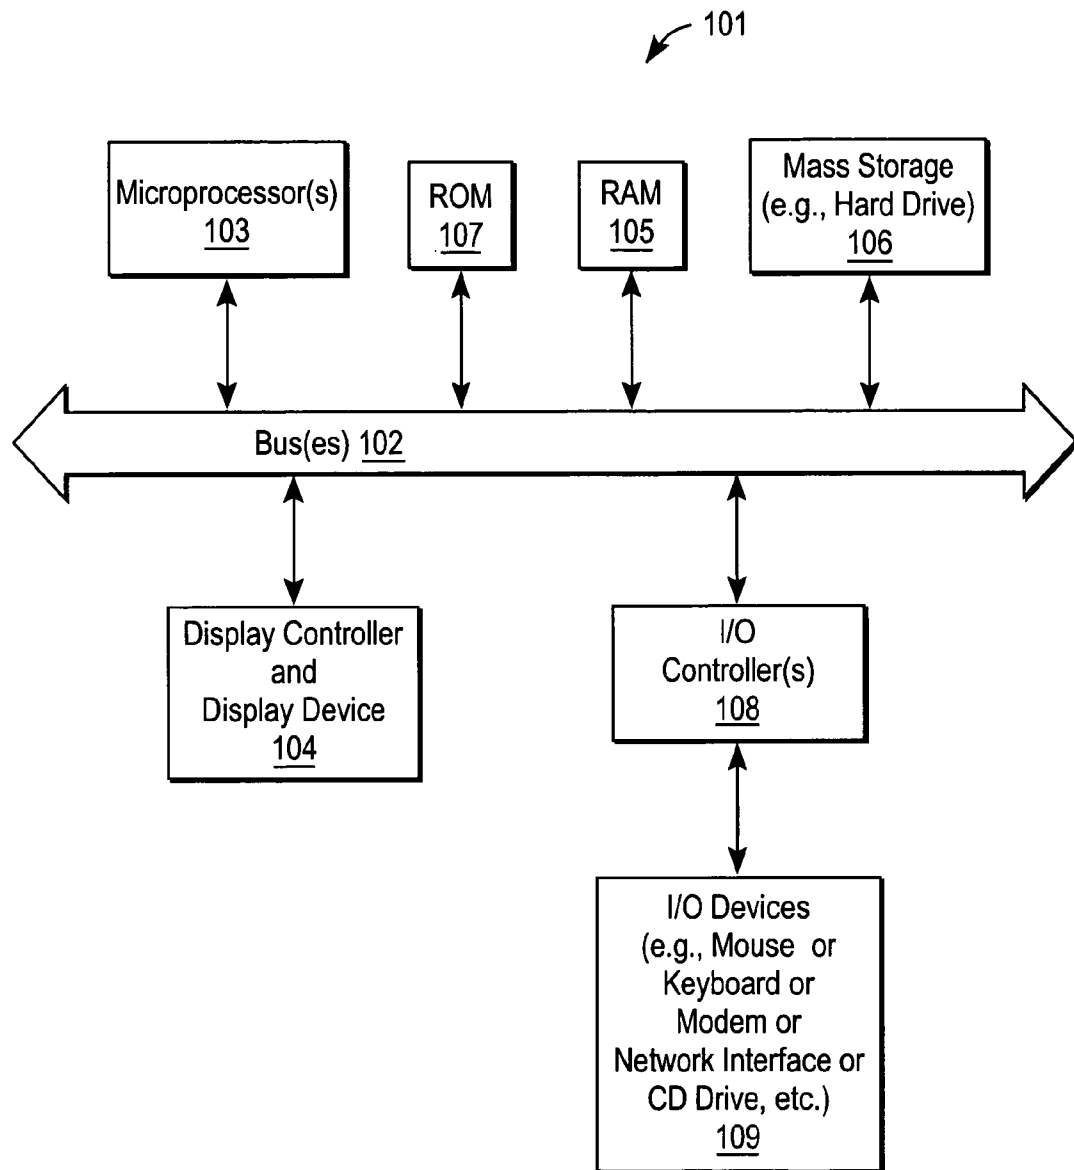 101
Microprocessor(s)
103
ROM
107
RAM
105
Mass Storage
(e.g., Hard Drive)
106
Bus(es) 102
Display Controller
and
Display Device
104
I/O
Controller(s)
108
I/O Devices
(e.g., Mouse or
Keyboard or
Modem or
Network Interface or
CD Drive, etc.)
109